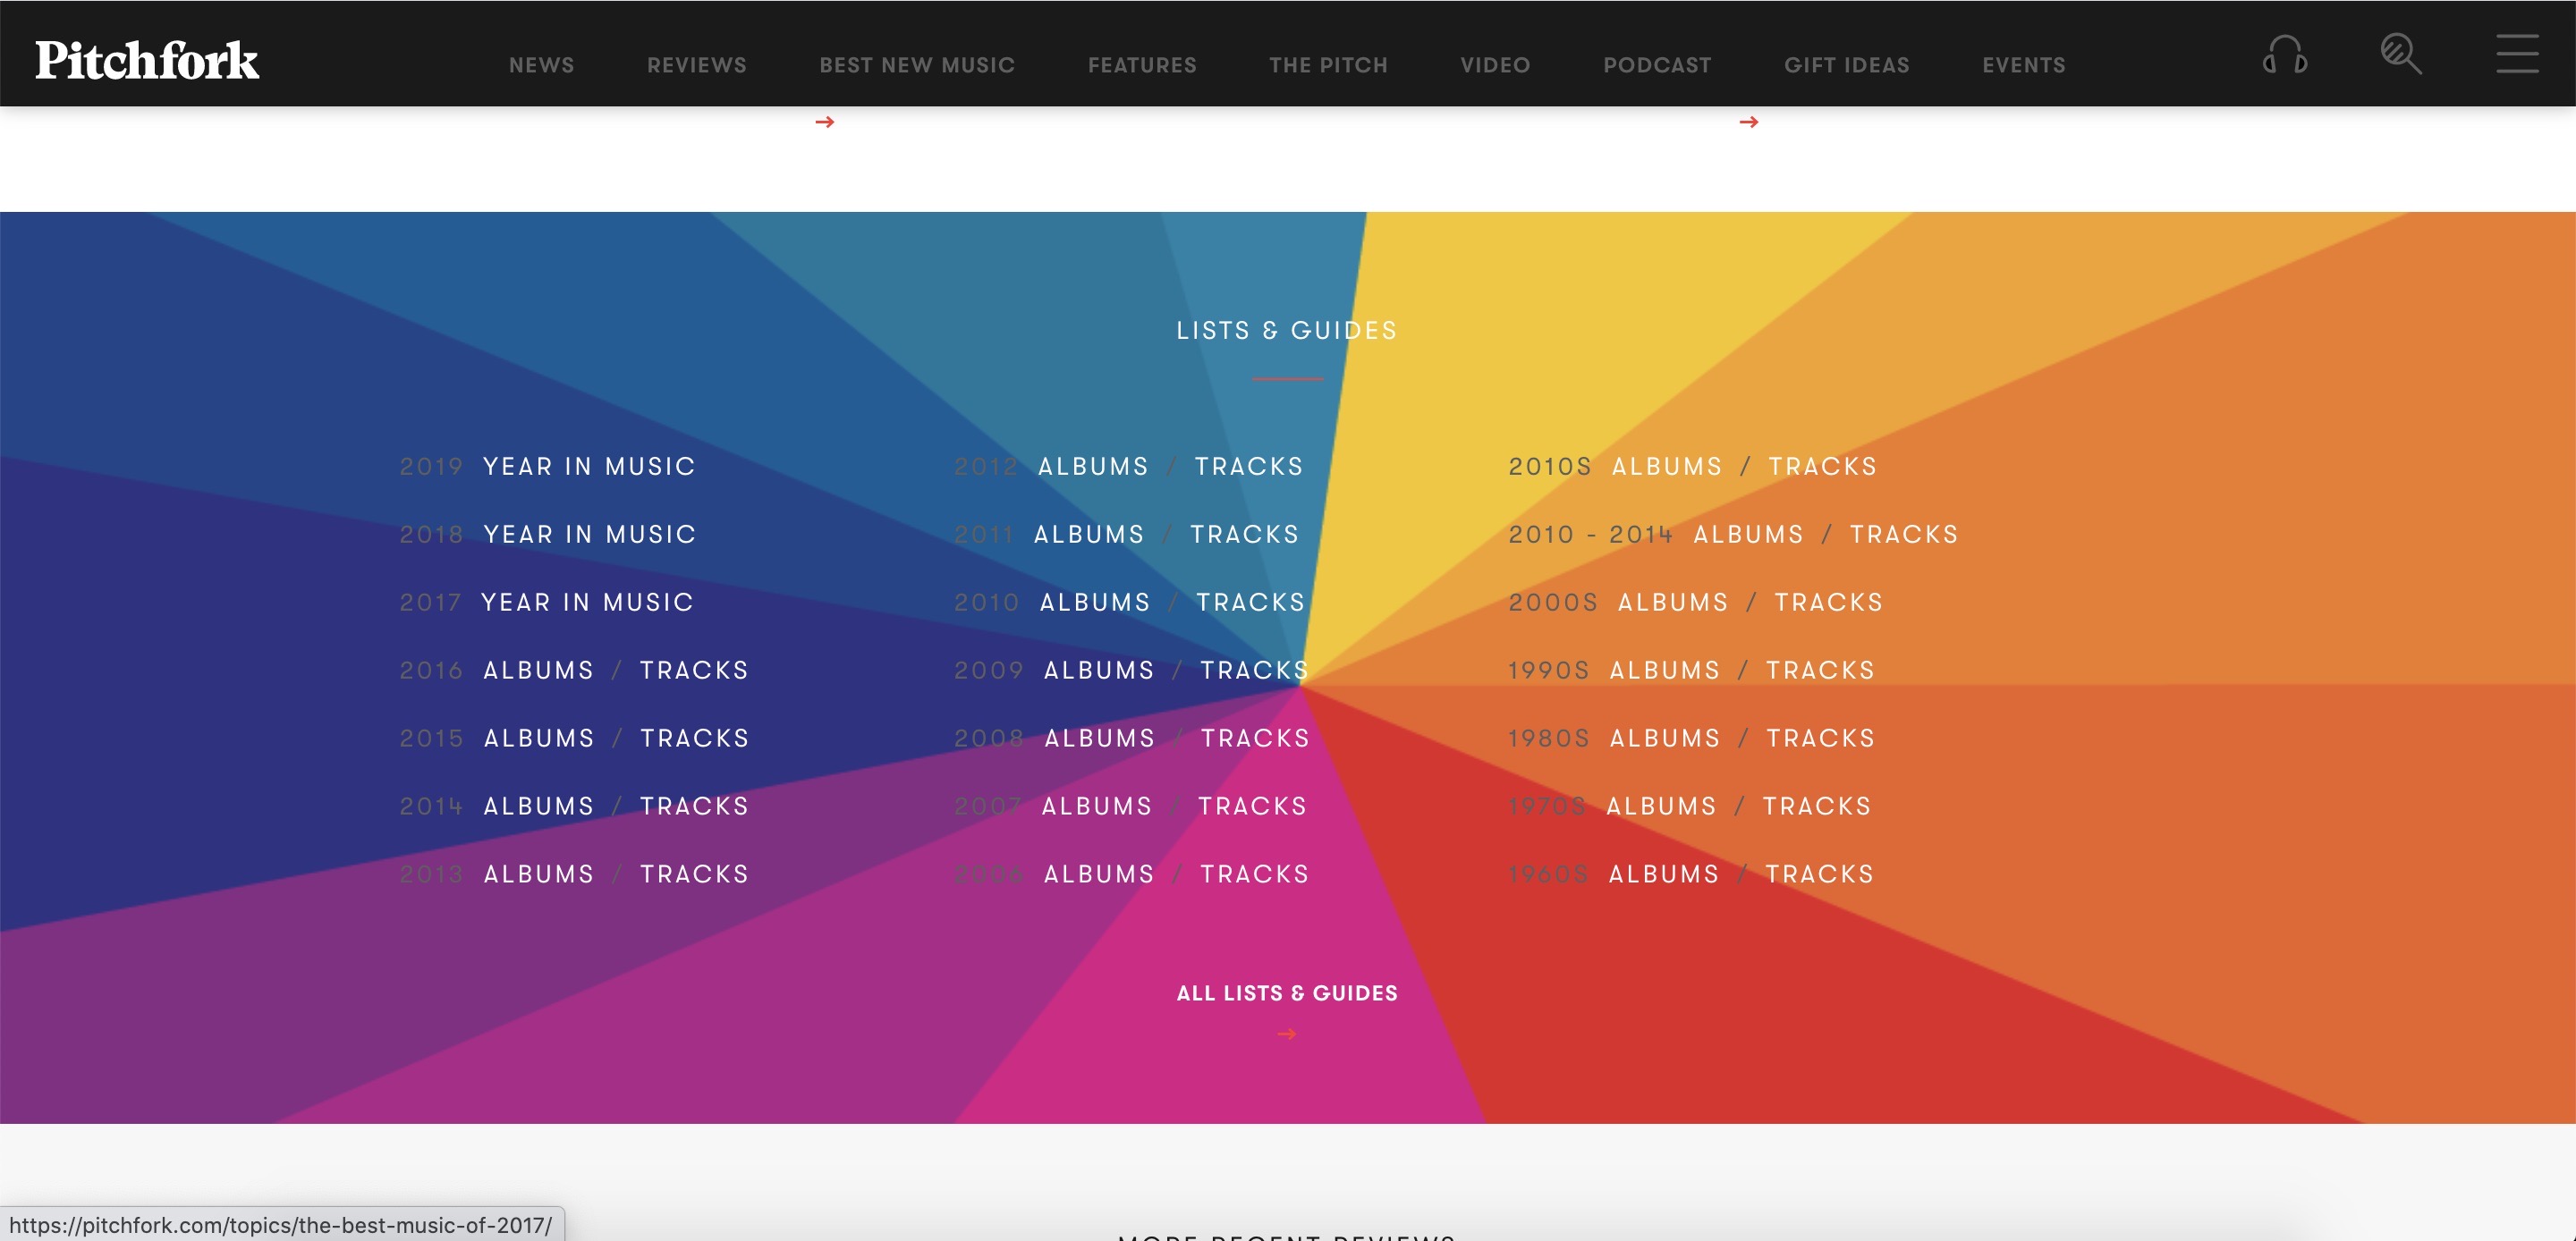 Pitchfork
NEWS REVIEWS BEST NEW MUSIC FEATURES THE PITCH VIDEO PODCAST GIFT IDEAS EVENTS
LISTS & GUIDES
2019 YEAR IN MUSIC
2018 YEAR IN MUSIC
2017 YEAR IN MUSIC
2016 ALBUMS / TRACKS
2015 ALBUMS / TRACKS
2014 ALBUMS / TRACKS
2013 ALBUMS / TRACKS
2012 ALBUMS / TRACKS
2011 ALBUMS / TRACKS
2010 ALBUMS / TRACKS
2009 ALBUMS / TRACKS
2008 ALBUMS / TRACKS
2007 ALBUMS / TRACKS
2006 ALBUMS / TRACKS
2010S ALBUMS / TRACKS
2010 - 2014 ALBUMS / TRACKS
2000S ALBUMS / TRACKS
1990S ALBUMS / TRACKS
1980S ALBUMS / TRACKS
1970S ALBUMS / TRACKS
1960S ALBUMS / TRACKS
ALL LISTS & GUIDES
https://pitchfork.com/topics/the-best-music-of-2017/
MORE RECENT REVIEWS